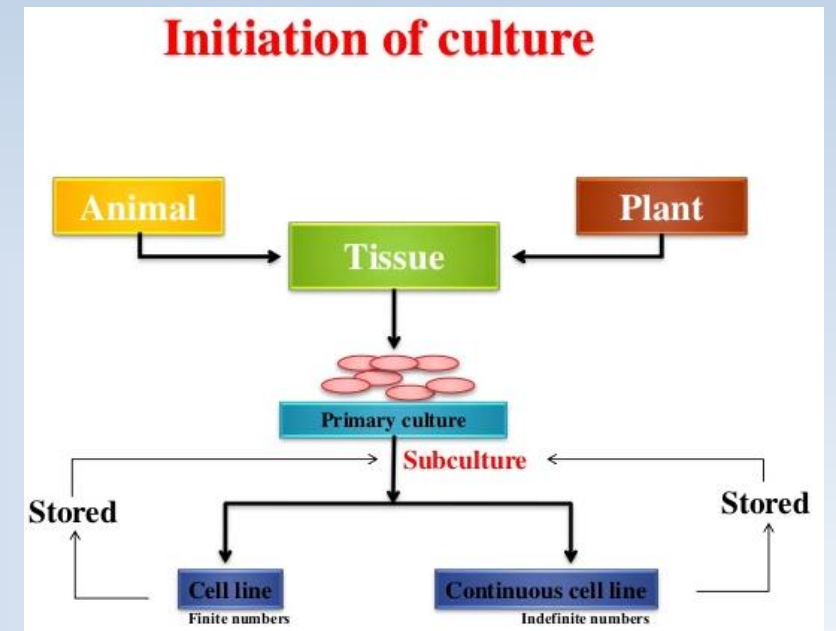 Initiation of culture
Animal
Plant
Tissue
Primary culture
Subculture
Stored
Stored
Cell line
Continuous cell line
Finite numbers
Indefinite numbers